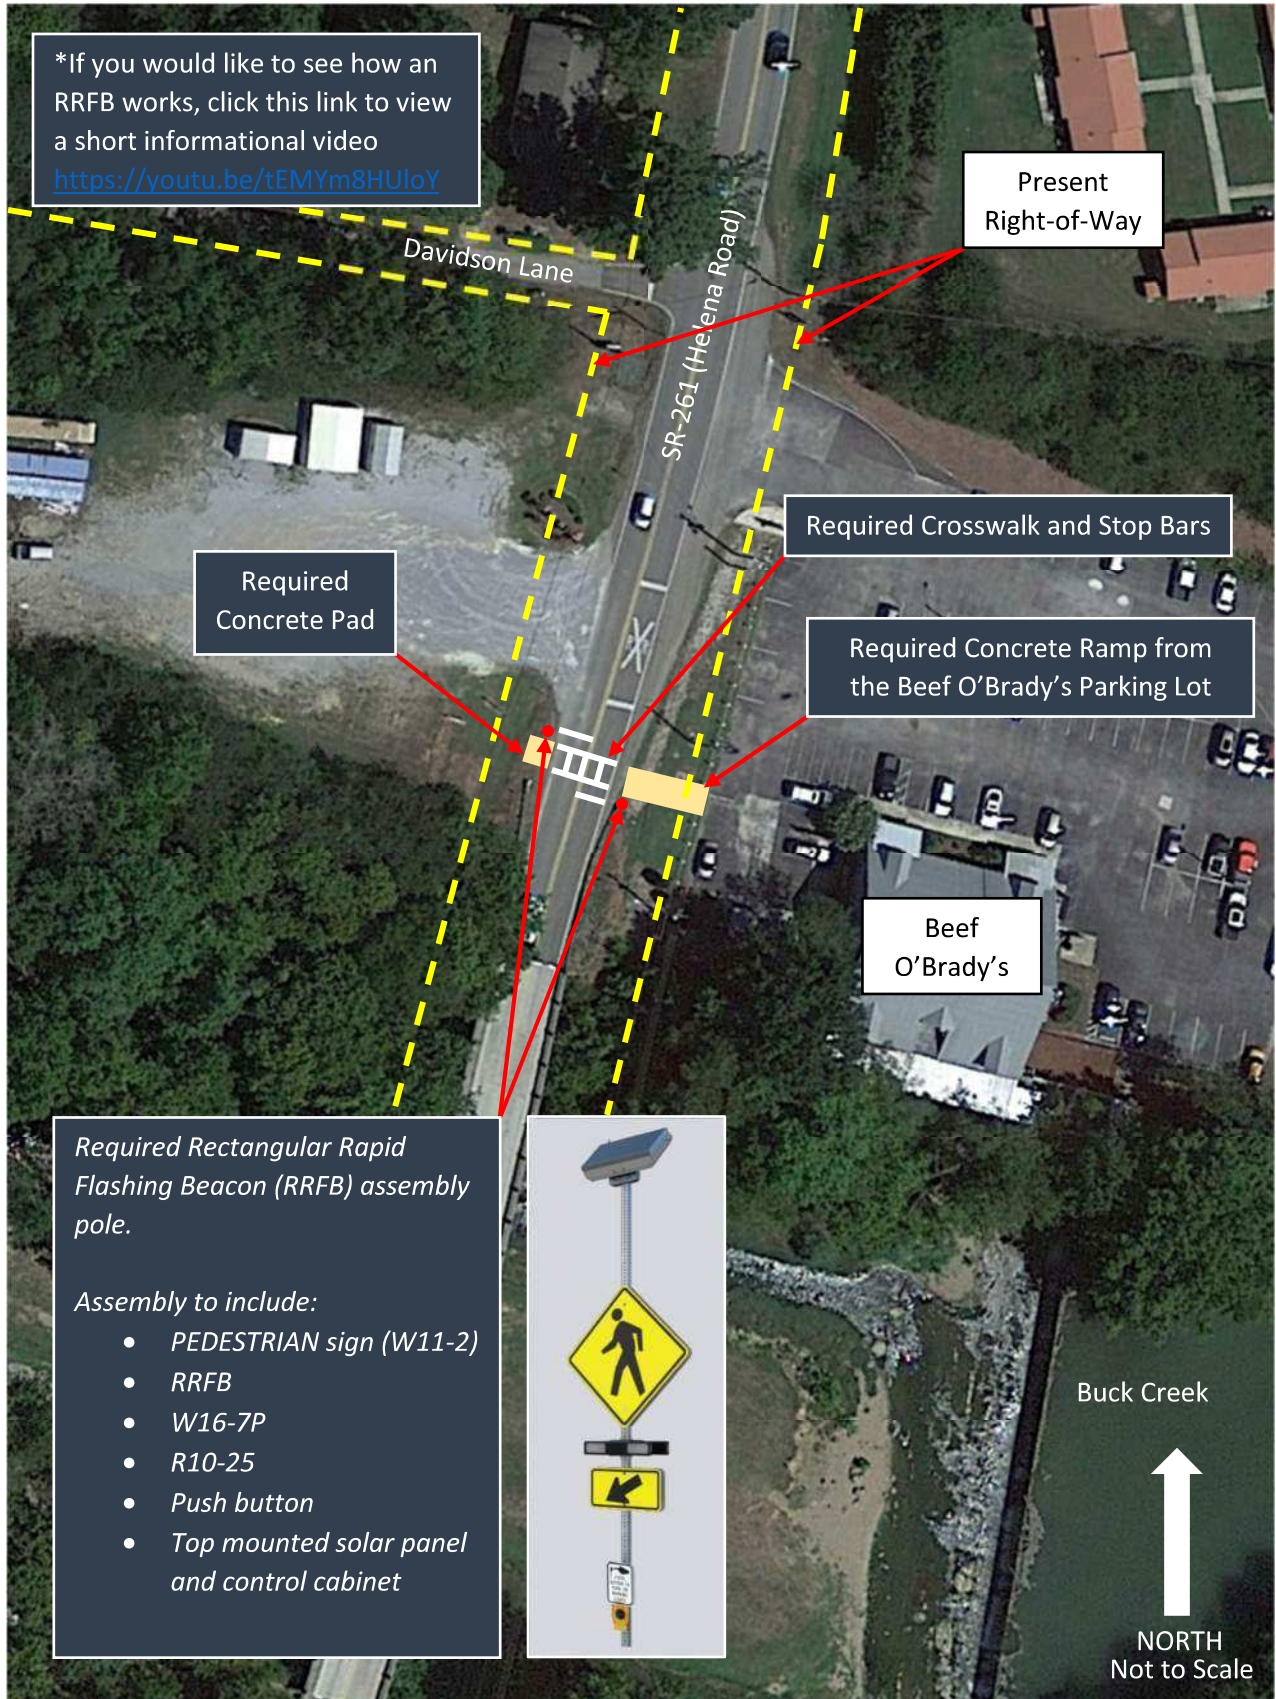 *If you would like to see how an
RRFB works, click this link to view
a short informational video
https://youtu.be/tEMYm8HUloY
Present
Right-of-Way
Davidson Lane
SR-261 (Helena Road)
Required Crosswalk and Stop Bars
Required
Concrete Pad
Required Concrete Ramp from
the Beef O’Brady’s Parking Lot
Beef
O’Brady’s
Required Rectangular Rapid
Flashing Beacon (RRFB) assembly
pole.
Assembly to include:
• PEDESTRIAN sign (W11-2)
• RRFB
• W16-7P
• R10-25
• Push button
• Top mounted solar panel
and control cabinet
Buck Creek
NORTH
Not to Scale